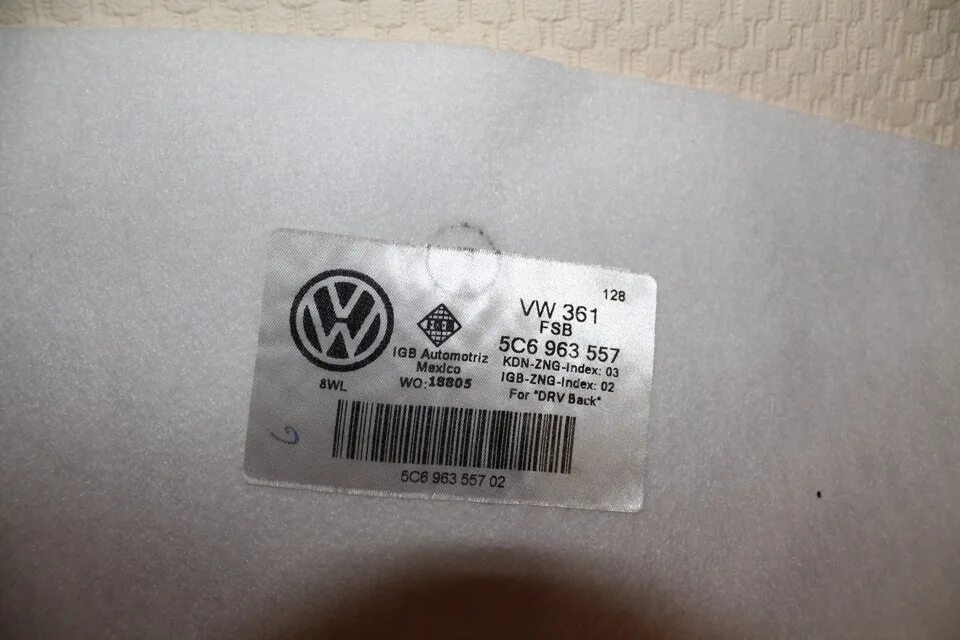 128
VW 361
FSB
5C6 963 557
KDN-ZNG-Index: 03
IGB-ZNG-Index: 02
For "DRV Back"
IGB Automotriz
Mexico
WO: 18805
8WL
5C6 963 557 02